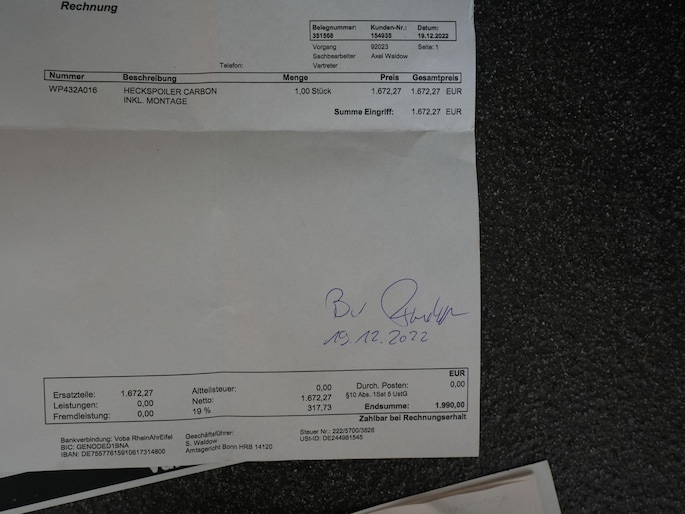 Rechnung
Belegnummer: Kunden-Nr.: Datum:
351568 154935 19.12.2022
Vorgang 92023 Seite: 1
Sachbearbeiter Axel Waldow
Telefon: Vertreter
Nummer Beschreibung Menge Preis Gesamtpreis
WP432A016 HECKSPOILER CARBON 1,00 Stück 1.672,27 1.672,27 EUR
INKL. MONTAGE
Summe Eingriff: 1.672,27 EUR
19.12.2022
EUR
Ersatzteile: 1.672,27 Altteilsteuer: 0,00 Durch. Posten: 0,00
Leistungen: 0,00 Netto: 1.672,27 §10 Abs. 1Sat 5 UstG
Fremdleistung: 0,00 19 % 317,73 Endsumme: 1.990,00
Zahlbar bei Rechnungserhalt
Bankverbindung: Voba RheinAhrEifel Geschäftsführer: Steuer Nr.: 222/5700/3828
BIC: GENODED1BNA S. Waldow USt-ID: DE244981545
IBAN: DE75577615910617314800 Amtsgericht Bonn HRB 14120